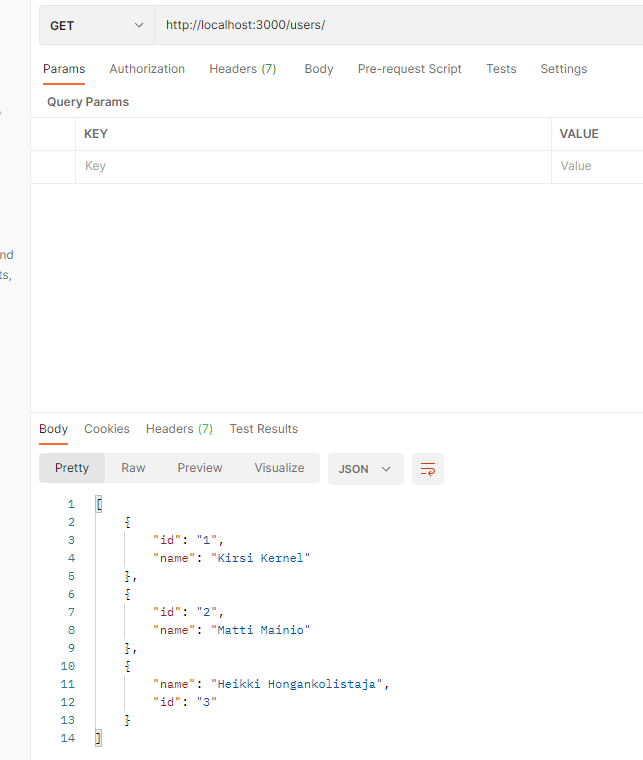 GET http://localhost:3000/users/
Params Authorization Headers (7) Body Pre-request Script Tests Settings
Query Params
KEY VALUE
Key Value
nd
ts,
Body Cookies Headers (7) Test Results
Pretty Raw Preview Visualize JSON
1 [
2 {
3 "id": "1",
4 "name": "Kirsi Kernel"
5 },
6 {
7 "id": "2",
8 "name": "Matti Mainio"
9 },
10 {
11 "name": "Heikki Hongankolistaja",
12 "id": "3"
13 }
14 ]